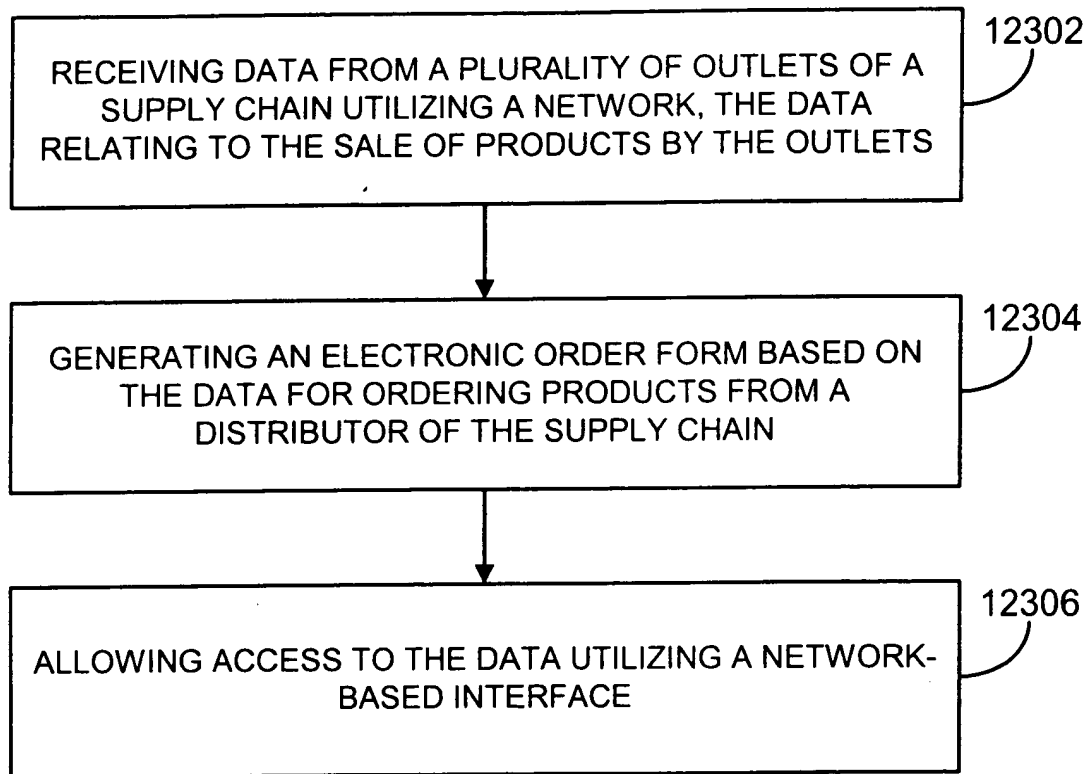 12302
RECEIVING DATA FROM A PLURALITY OF OUTLETS OF A
SUPPLY CHAIN UTILIZING A NETWORK, THE DATA
RELATING TO THE SALE OF PRODUCTS BY THE OUTLETS
12304
GENERATING AN ELECTRONIC ORDER FORM BASED ON
THE DATA FOR ORDERING PRODUCTS FROM A
DISTRIBUTOR OF THE SUPPLY CHAIN
12306
ALLOWING ACCESS TO THE DATA UTILIZING A NETWORK-
BASED INTERFACE